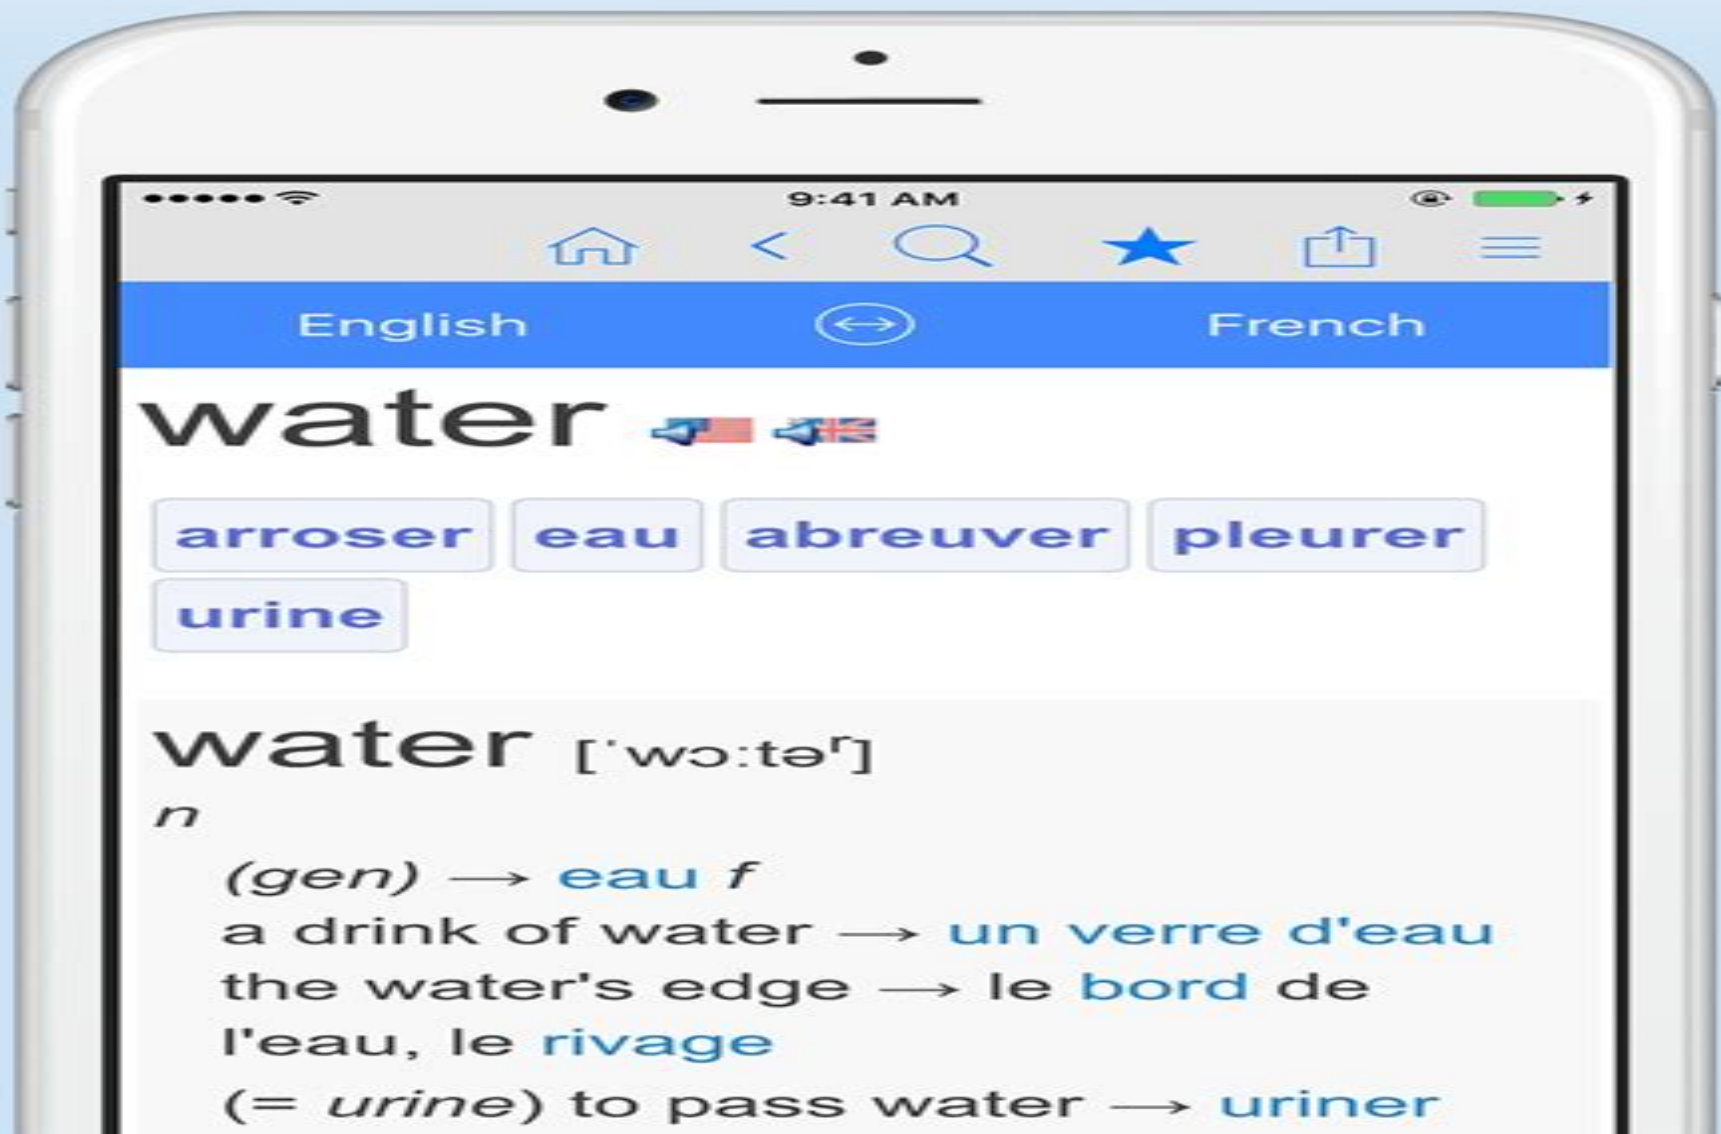 9:41 AM
English French
water
arroser eau abreuver pleurer
urine
water [ˈwɔːtəʳ]
n
(gen) → eau f
a drink of water → un verre d'eau
the water's edge → le bord de
l'eau, le rivage
(= urine) to pass water → uriner